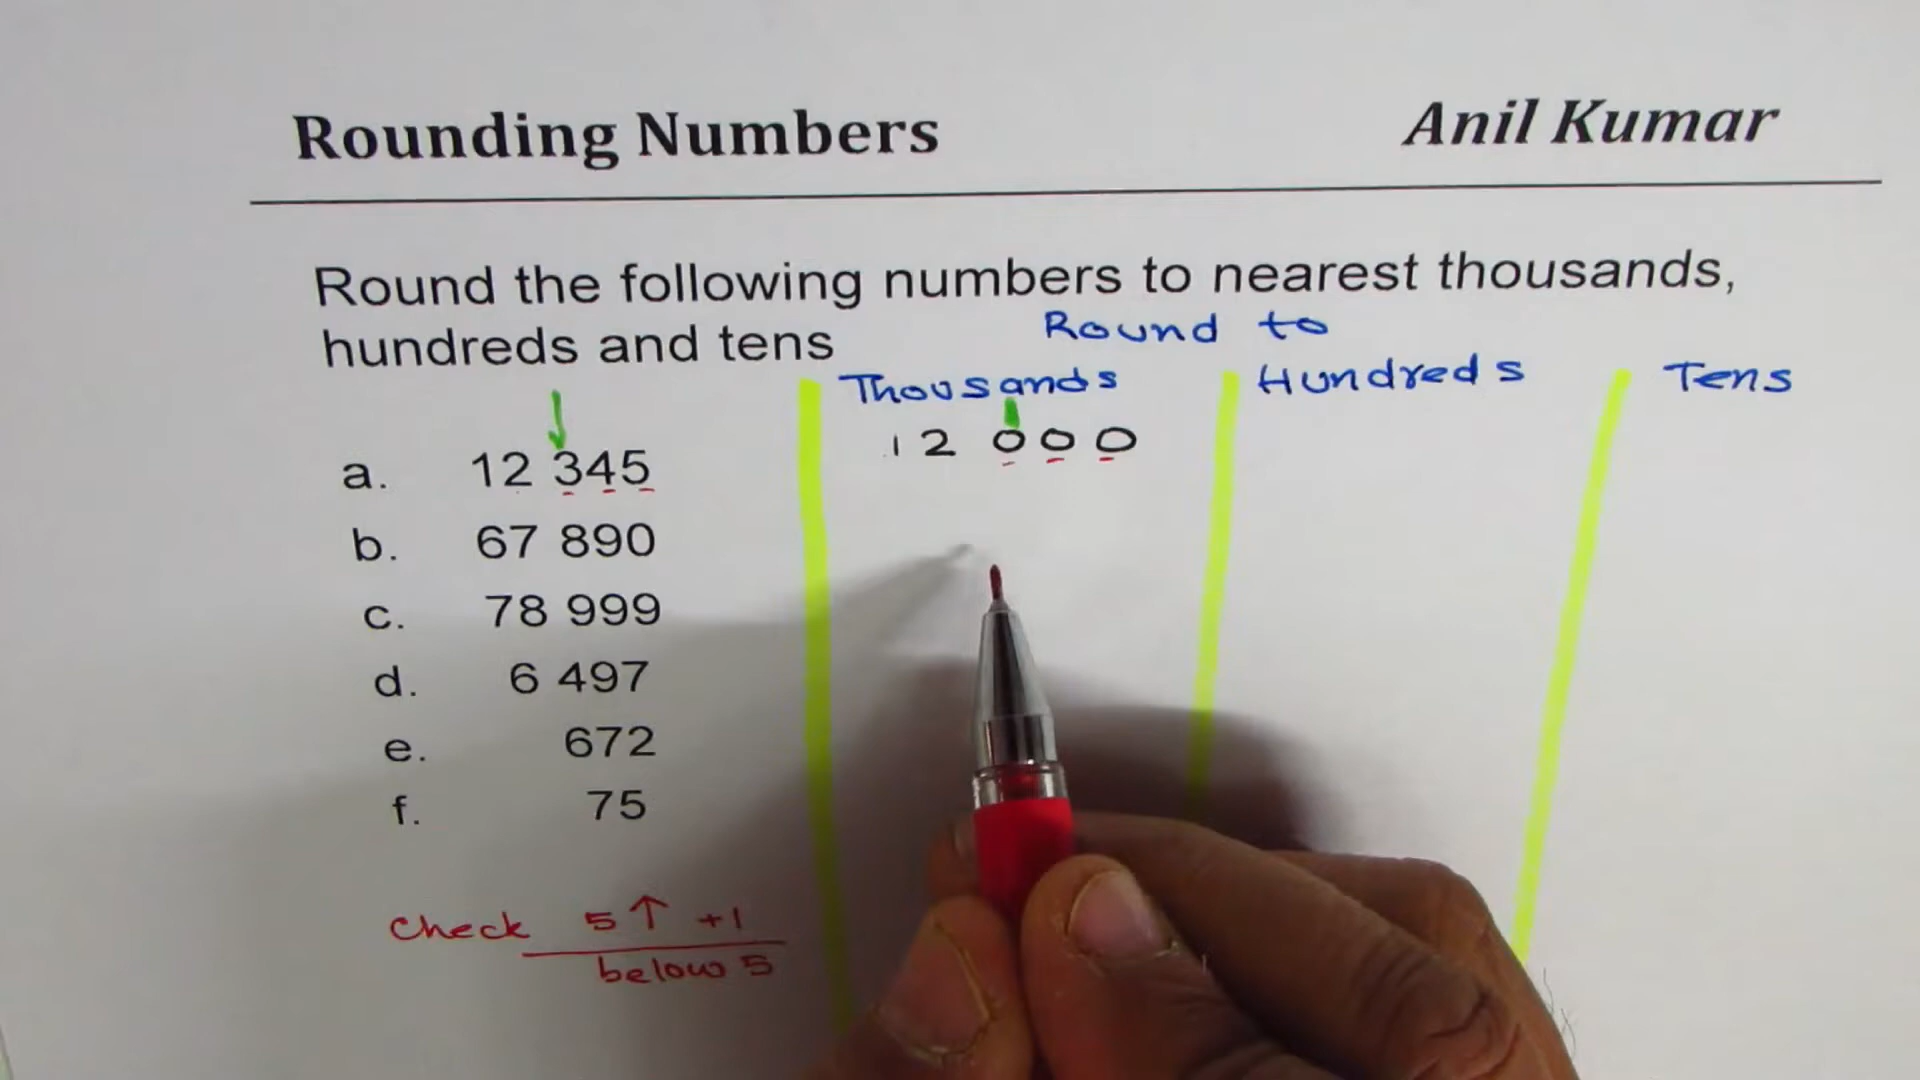 Rounding Numbers
Anil Kumar
Round the following numbers to nearest thousands,
hundreds and tens
Round to
Thousands
Hundreds
Tens
a. 12 345
12 000
b. 67 890
c. 78 999
d. 6 497
e. 672
f. 75
Check 5↑ +1
below 5